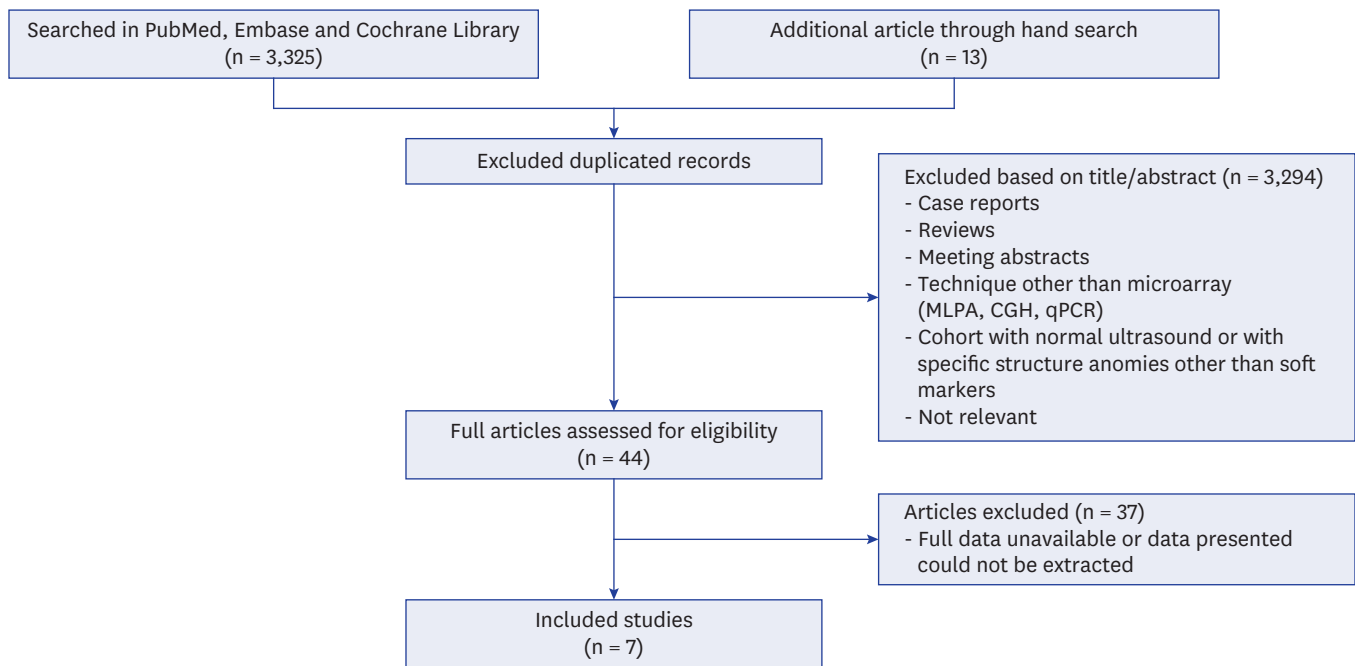 Searched in PubMed, Embase and Cochrane Library
(n = 3,325)
Additional article through hand search
(n = 13)
Excluded duplicated records
Excluded based on title/abstract (n = 3,294)
- Case reports
- Reviews
- Meeting abstracts
- Technique other than microarray
(MLPA, CGH, qPCR)
- Cohort with normal ultrasound or with
specific structure anomies other than soft
markers
- Not relevant
Full articles assessed for eligibility
(n = 44)
Articles excluded (n = 37)
- Full data unavailable or data presented
could not be extracted
Included studies
(n = 7)